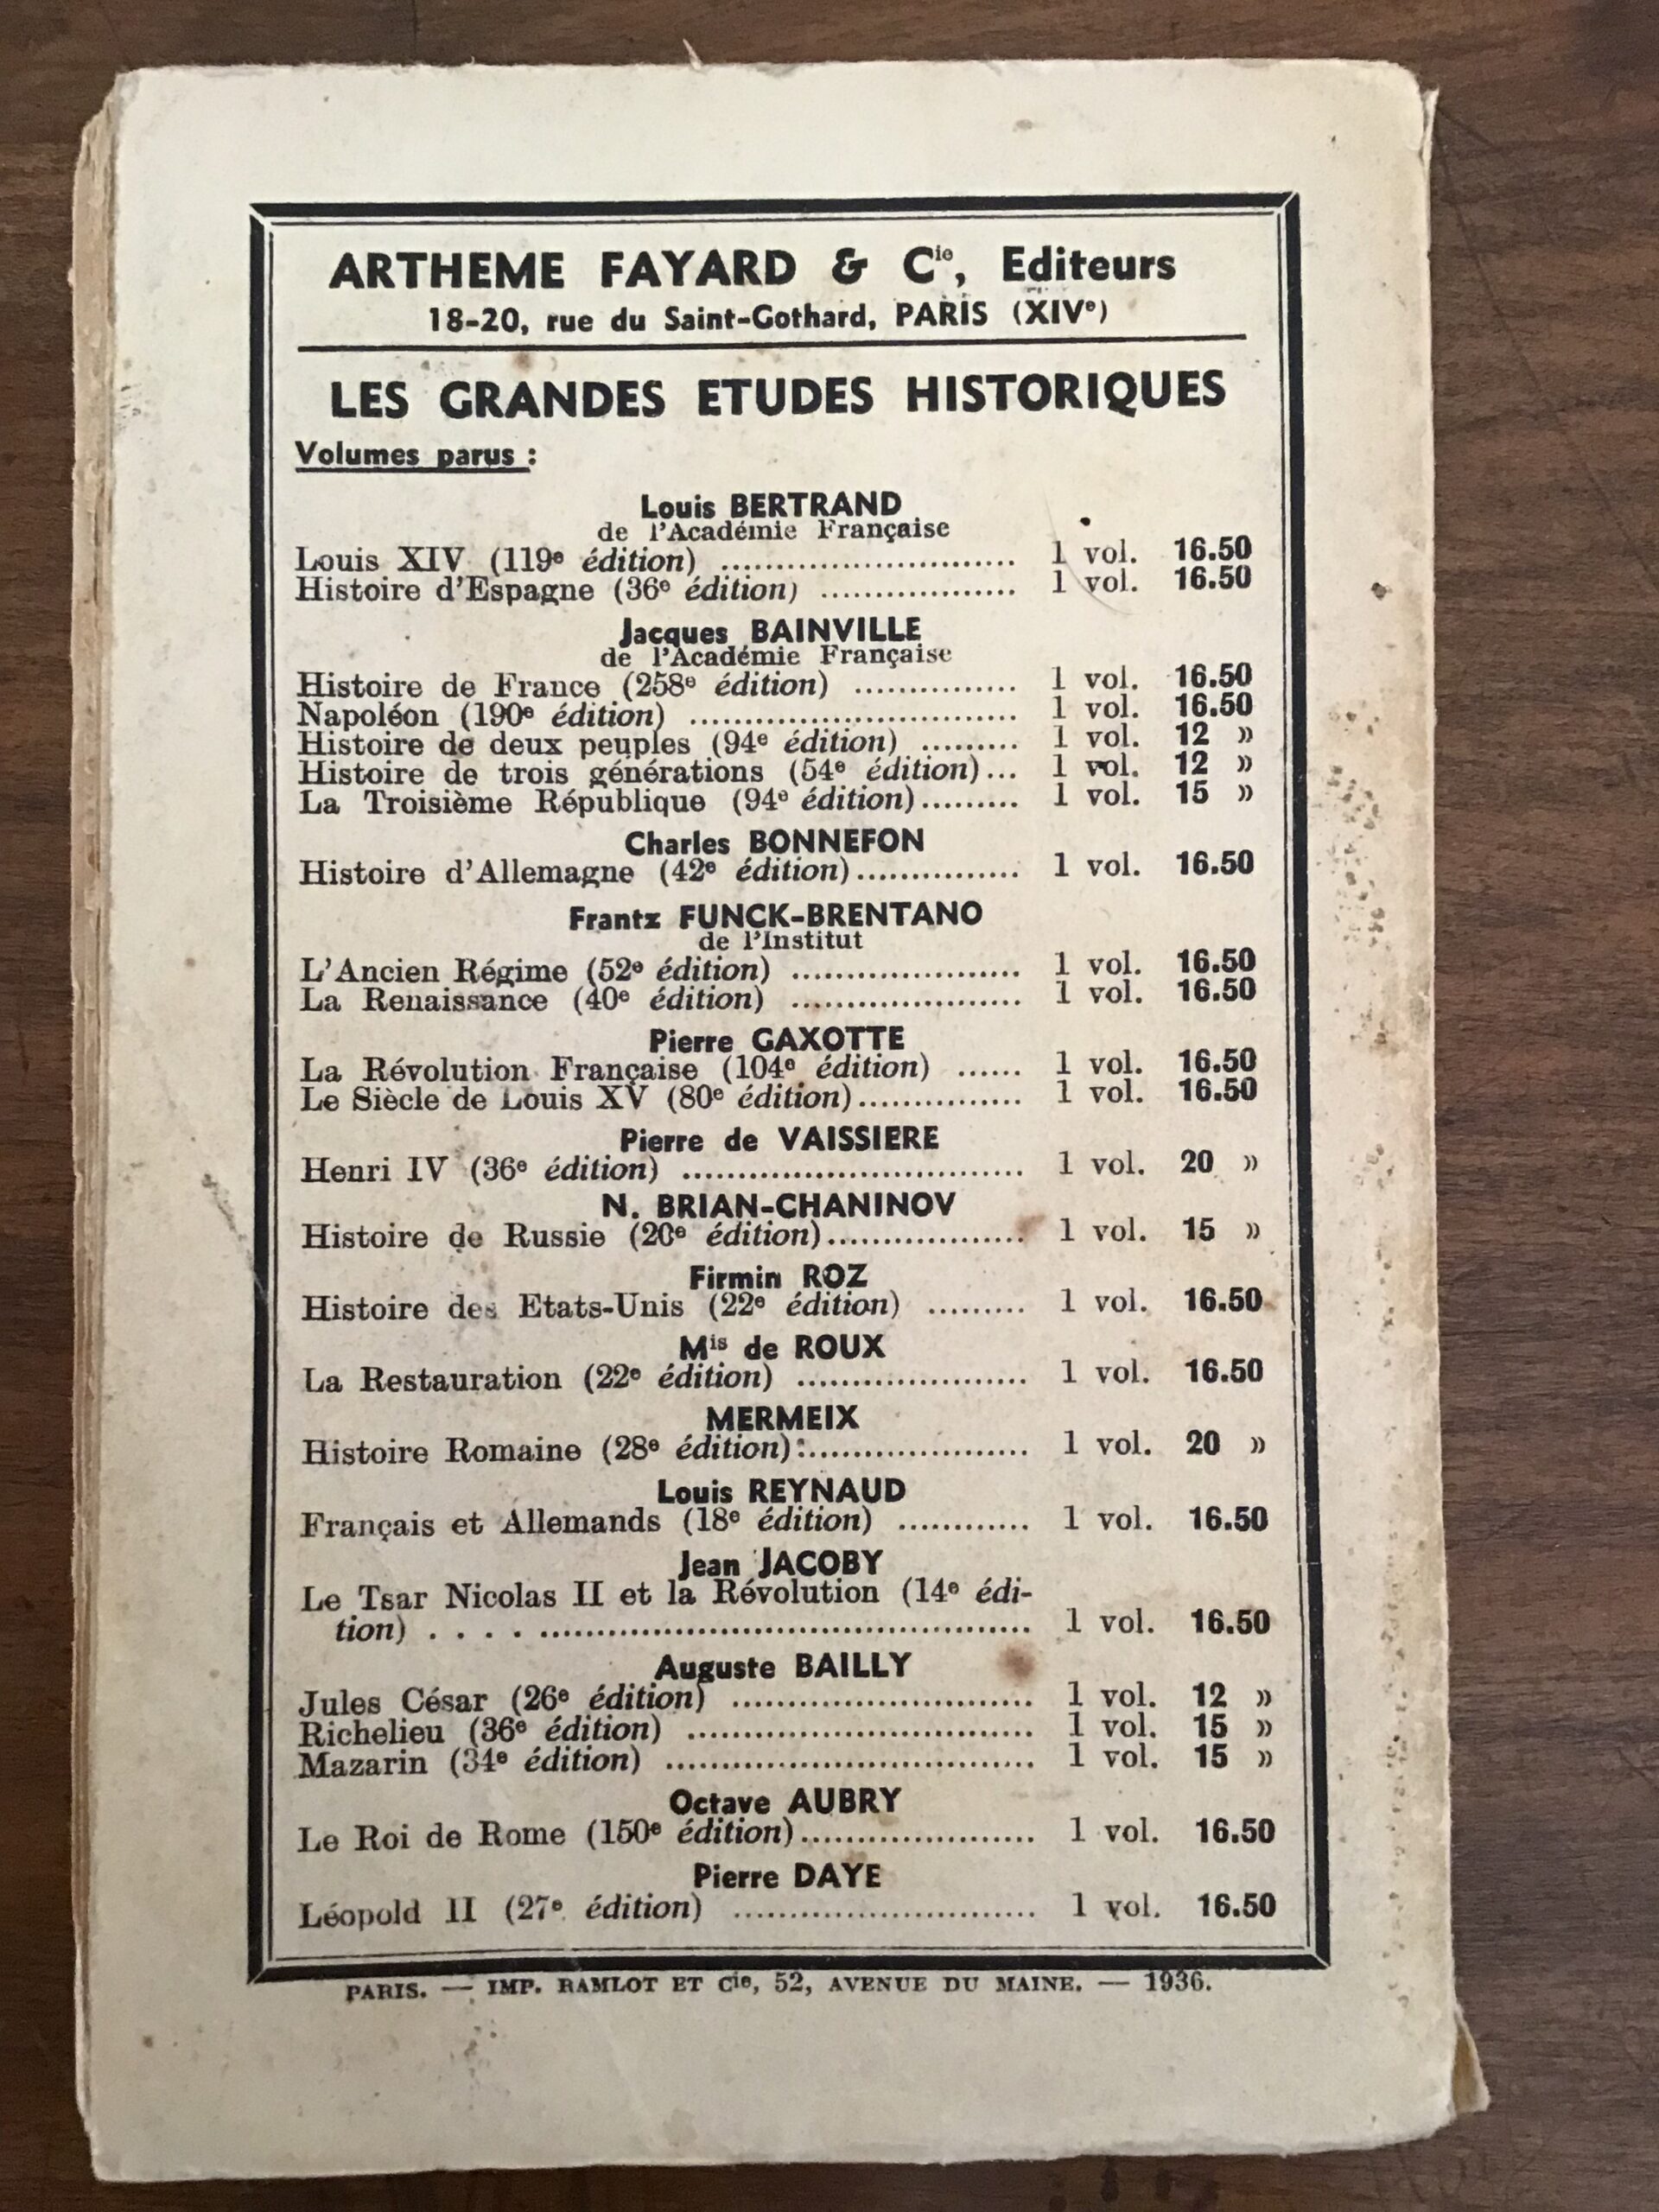 ARTHEME FAYARD & Cie, Editeurs
18-20, rue du Saint-Gothard, PARIS (XIVe)
LES GRANDES ETUDES HISTORIQUES
Volumes parus :
Louis BERTRAND
de l'Académie Française
Louis XIV (119e édition) .......................... 1 vol. 16.50
Histoire d'Espagne (36e édition) .................. 1 vol. 16.50
Jacques BAINVILLE
de l'Académie Française
Histoire de France (258e édition) ............... 1 vol. 16.50
Napoléon (190e édition) .............................. 1 vol. 16.50
Histoire de deux peuples (94e édition) ......... 1 vol. 12 »
Histoire de trois générations (54e édition)... 1 vol. 12 »
La Troisième République (94e édition)......... 1 vol. 15 »
Charles BONNEFON
Histoire d'Allemagne (42e édition)............... 1 vol. 16.50
Frantz FUNCK-BRENTANO
de l'Institut
L'Ancien Régime (52e édition) ..................... 1 vol. 16.50
La Renaissance (40e édition) ..................... 1 vol. 16.50
Pierre GAXOTTE
La Révolution Française (104e édition) ...... 1 vol. 16.50
Le Siècle de Louis XV (80e édition)............... 1 vol. 16.50
Pierre de VAISSIERE
Henri IV (36e édition) ............................... 1 vol. 20 »
N. BRIAN-CHANINOV
Histoire de Russie (20e édition).................. 1 vol. 15 »
Firmin ROZ
Histoire des Etats-Unis (22e édition) ......... 1 vol. 16.50
Mis de ROUX
La Restauration (22e édition) ..................... 1 vol. 16.50
MERMEIX
Histoire Romaine (28e édition)..................... 1 vol. 20 »
Louis REYNAUD
Français et Allemands (18e édition) ............ 1 vol. 16.50
Jean JACOBY
Le Tsar Nicolas II et la Révolution (14e édi-
tion) . . . . ............................................. 1 vol. 16.50
Auguste BAILLY
Jules César (26e édition) ........................... 1 vol. 12 »
Richelieu (36e édition) ............................... 1 vol. 15 »
Mazarin (34e édition) ................................. 1 vol. 15 »
Octave AUBRY
Le Roi de Rome (150e édition)..................... 1 vol. 16.50
Pierre DAYE
Léopold II (27e édition) ........................... 1 vol. 16.50
PARIS. — IMP. RAMLOT ET Cie, 52, AVENUE DU MAINE. — 1936.